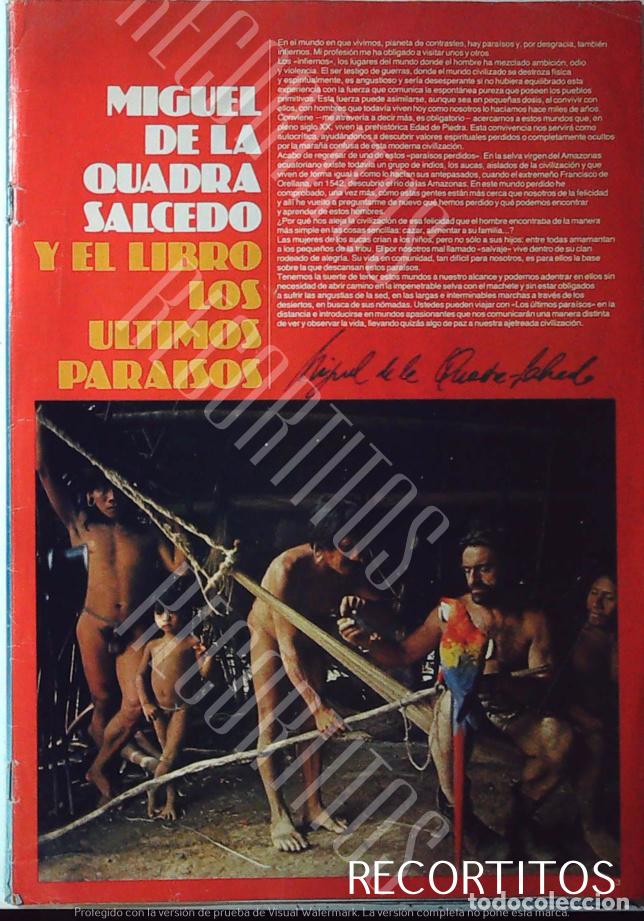 MIGUEL
DE LA
QUADRA
SALCEDO
Y EL LIBRO
LOS
ULTIMOS
PARAISOS
En el mundo en que vivimos, planeta de contrastes, hay paraísos y, por desgracia, también
infiernos. Mi profesión me ha obligado a visitar unos y otros.
Los «infiernos», los lugares del mundo donde el hombre ha mezclado ambición, odio
y violencia. El ser testigo de guerras, donde el mundo civilizado se destroza física
y espiritualmente, es angustioso y sería desesperante si no hubiera equilibrado esta
experiencia con la fuerza que comunica la espontánea pureza que poseen los pueblos
primitivos. Esta fuerza puede asimilarse, aunque sea en pequeñas dosis, al convivir con
ellos, con hombres que todavía viven hoy como nosotros lo hacíamos hace miles de años.
Conviene —me atrevería a decir más, es obligatorio— acercarnos a estos mundos que, en
pleno siglo XX, viven la prehistórica Edad de Piedra. Esta convivencia nos servirá como
autocrítica, ayudándonos a descubrir valores espirituales perdidos o completamente ocultos
por la maraña confusa de la más moderna civilización.
Acabo de regresar de uno de estos «paraísos perdidos». En la selva virgen del Amazonas
ecuatoriano existe todavía un grupo de indios, los aucas, aislados de la civilización y que
viven de forma igual a como lo hacían sus antepasados, cuando el extremeño Francisco de
Orellana, en 1542, descubrió el río de las Amazonas. En este mundo perdido he
comprobado, una vez más, cómo estas gentes están más cerca que nosotros de la felicidad
y allí he vuelto a preguntarme de nuevo qué hemos perdido y qué podemos encontrar
y aprender de estos hombres.
¿Por qué nos aleja la civilización de esa felicidad que el hombre encontraba de la manera
más simple en las cosas sencillas: cazar, alimentar a su familia...?
Las mujeres de los aucas crían a los niños, pero no sólo a sus hijos: entre todas amamantan
a los pequeños de la tribu. El por nosotros mal llamado «salvaje» vive dentro de su clan
rodeado de alegría. Su vida en comunidad, tan difícil para nosotros, es para ellos la base
sobre la que descansan estos paraísos.
Tenemos la suerte de tener estos mundos a nuestro alcance y podemos adentrar en ellos sin
necesidad de abrir camino en la impenetrable selva con el machete y sin estar obligados
a sufrir las angustias de la sed, en las largas e interminables marchas a través de los
desiertos, en busca de sus nómadas. Ustedes pueden viajar con «Los últimos paraísos» en la
distancia e introducirse en mundos apasionantes que nos comunicarán una manera distinta
de ver y observar la vida, llevando quizás algo de paz a nuestra ajetreada civilización.
Miguel de la Quadra-Salcedo
RECORTITOS
RECORTITOS
RECORTITOS
RECORTITOS
RECORTITOS
todocoleccion
Protegido con la versión de prueba de Visual Watermark. La versión completa no pone esta marca.